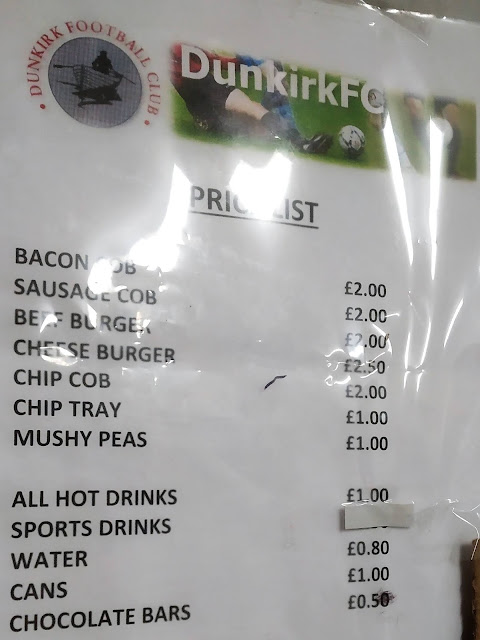 DUNKIRK FOOTBALL CLUB
DunkirkFC
PRICE LIST
BACON COB £2.00
SAUSAGE COB £2.00
BEEF BURGER £2.00
CHEESE BURGER £2.50
CHIP COB £2.00
CHIP TRAY £1.00
MUSHY PEAS £1.00
ALL HOT DRINKS £1.00
SPORTS DRINKS
WATER £0.80
CANS £1.00
CHOCOLATE BARS £0.50